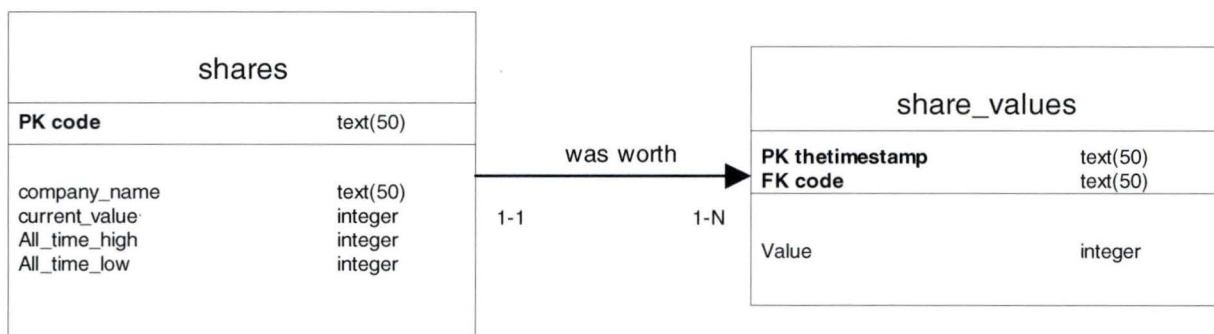 shares
PK code text(50)
company_name text(50)
current_value integer
All_time_high integer
All_time_low integer
was worth
1-1 1-N
share_values
PK thetimestamp text(50)
FK code text(50)
Value integer